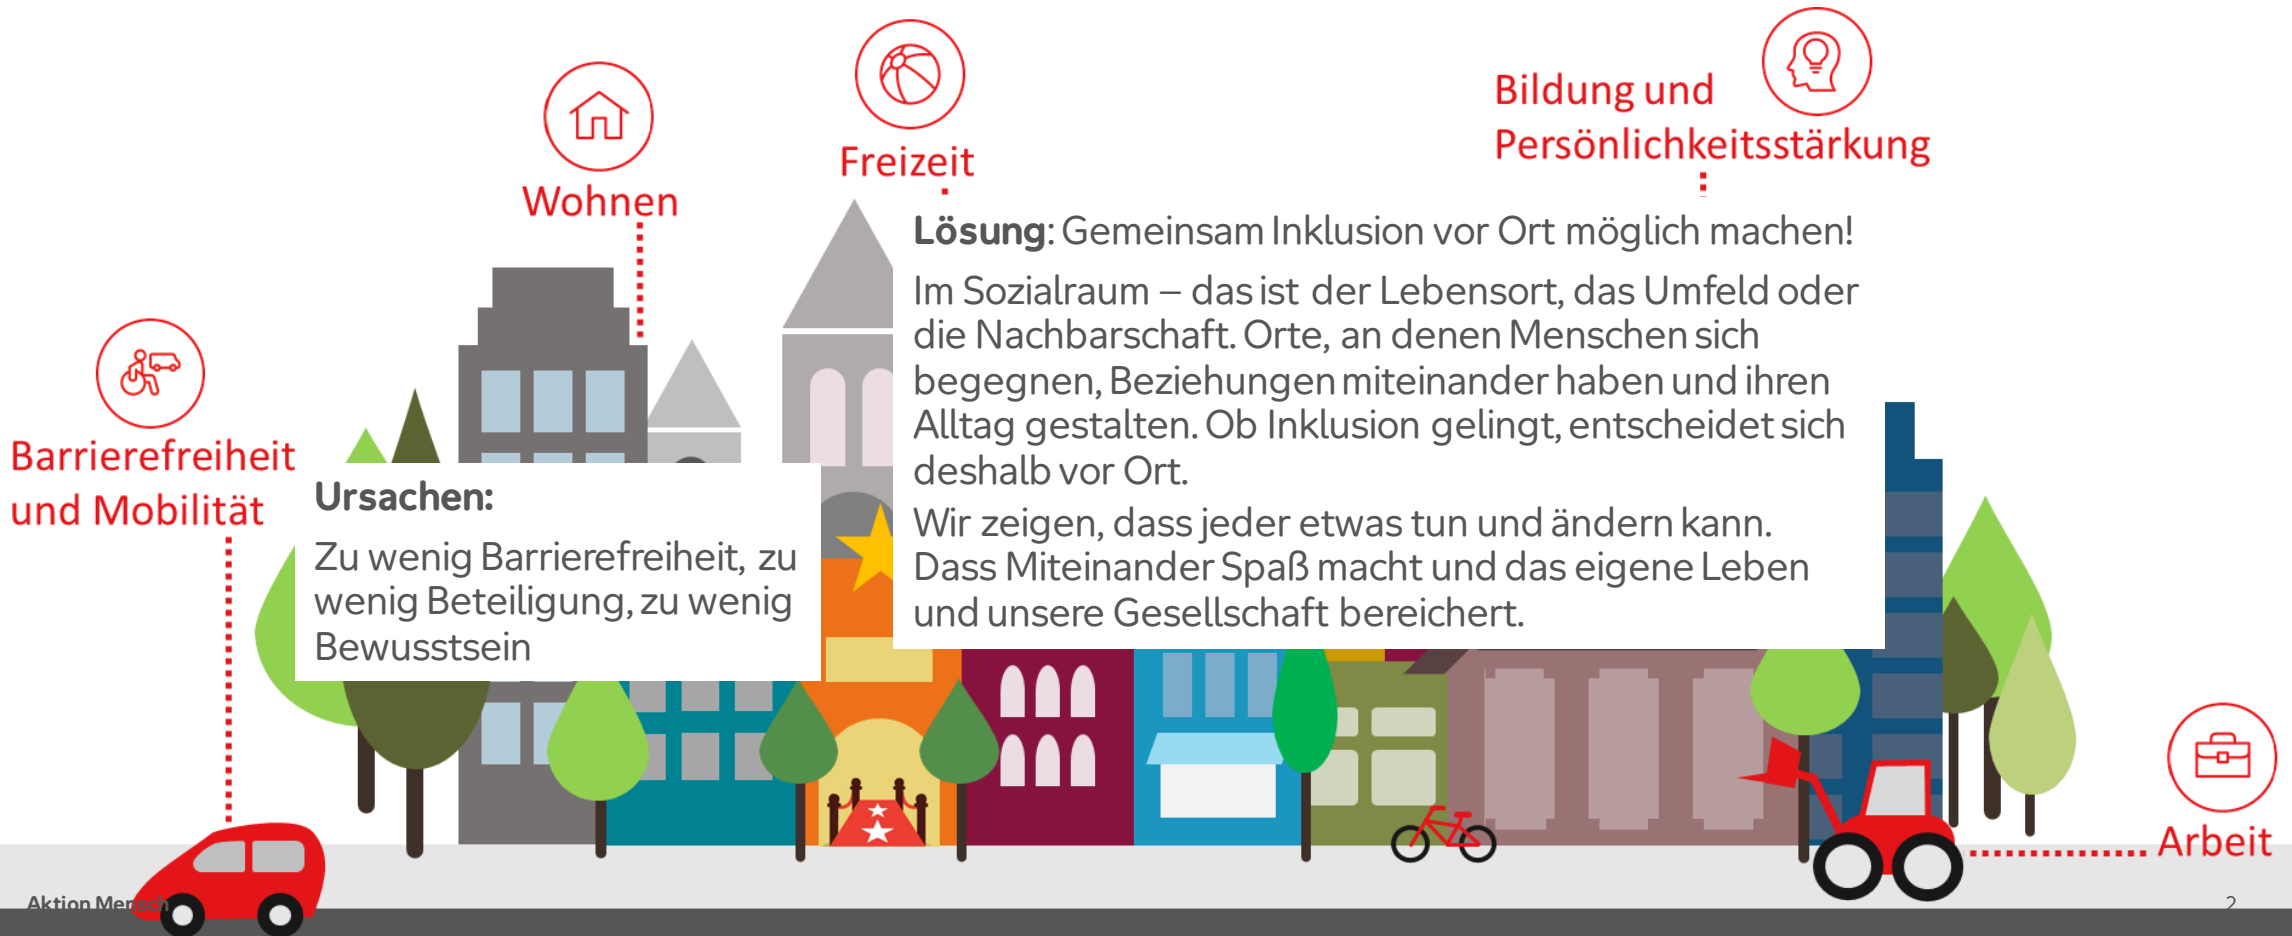 Freizeit
Bildung und
Persönlichkeitsstärkung
Wohnen
Lösung: Gemeinsam Inklusion vor Ort möglich machen!
Im Sozialraum – das ist der Lebensort, das Umfeld oder
die Nachbarschaft. Orte, an denen Menschen sich
begegnen, Beziehungen miteinander haben und ihren
Alltag gestalten. Ob Inklusion gelingt, entscheidet sich
deshalb vor Ort.
Wir zeigen, dass jeder etwas tun und ändern kann.
Dass Miteinander Spaß macht und das eigene Leben
und unsere Gesellschaft bereichert.
Barrierefreiheit
und Mobilität
Ursachen:
Zu wenig Barrierefreiheit, zu
wenig Beteiligung, zu wenig
Bewusstsein
Arbeit
Aktion Mensch
2